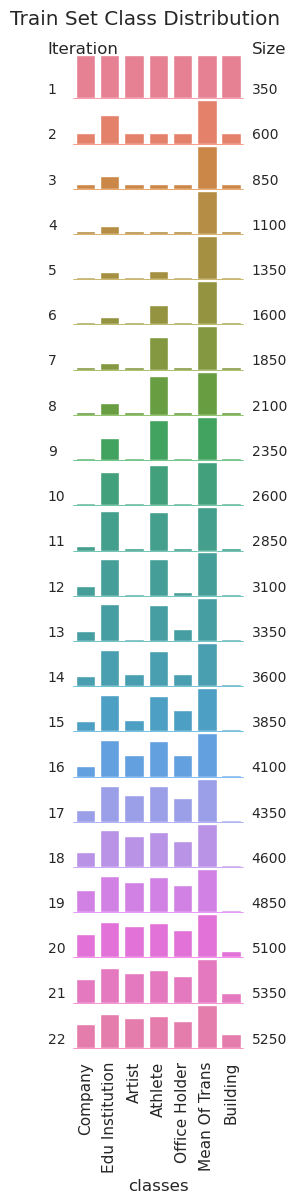 Train Set Class Distribution
Iteration Size
1 350
2 600
3 850
4 1100
5 1350
6 1600
7 1850
8 2100
9 2350
10 2600
11 2850
12 3100
13 3350
14 3600
15 3850
16 4100
17 4350
18 4600
19 4850
20 5100
21 5350
22 5250
Company
Edu Institution
Artist
Athlete
Office Holder
Mean Of Trans
Building
classes